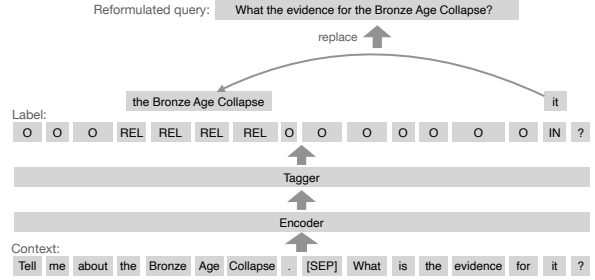 Reformulated query: What the evidence for the Bronze Age Collapse?
replace
the Bronze Age Collapse it
Label:
O O O REL REL REL REL O O O O O O O IN ?
Tagger
Encoder
Context:
Tell me about the Bronze Age Collapse . [SEP] What is the evidence for it ?